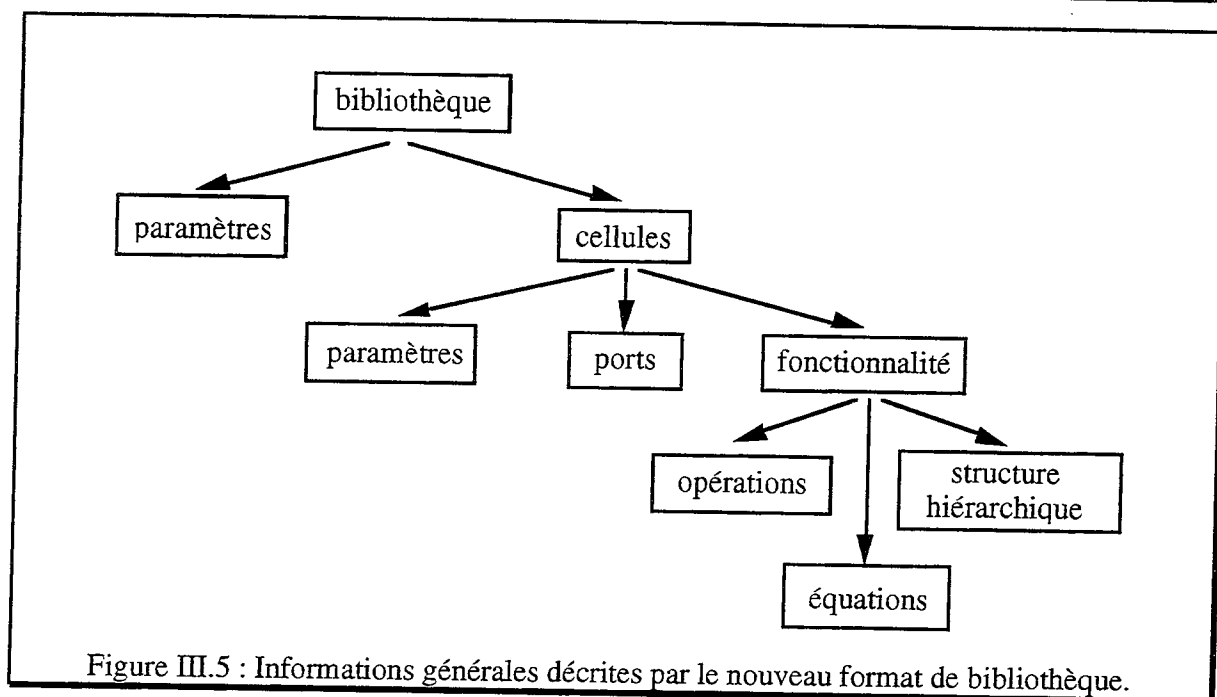 bibliothèque
paramètres
cellules
paramètres
ports
fonctionnalité
opérations
structure
hiérarchique
équations
Figure III.5 : Informations générales décrites par le nouveau format de bibliothèque.